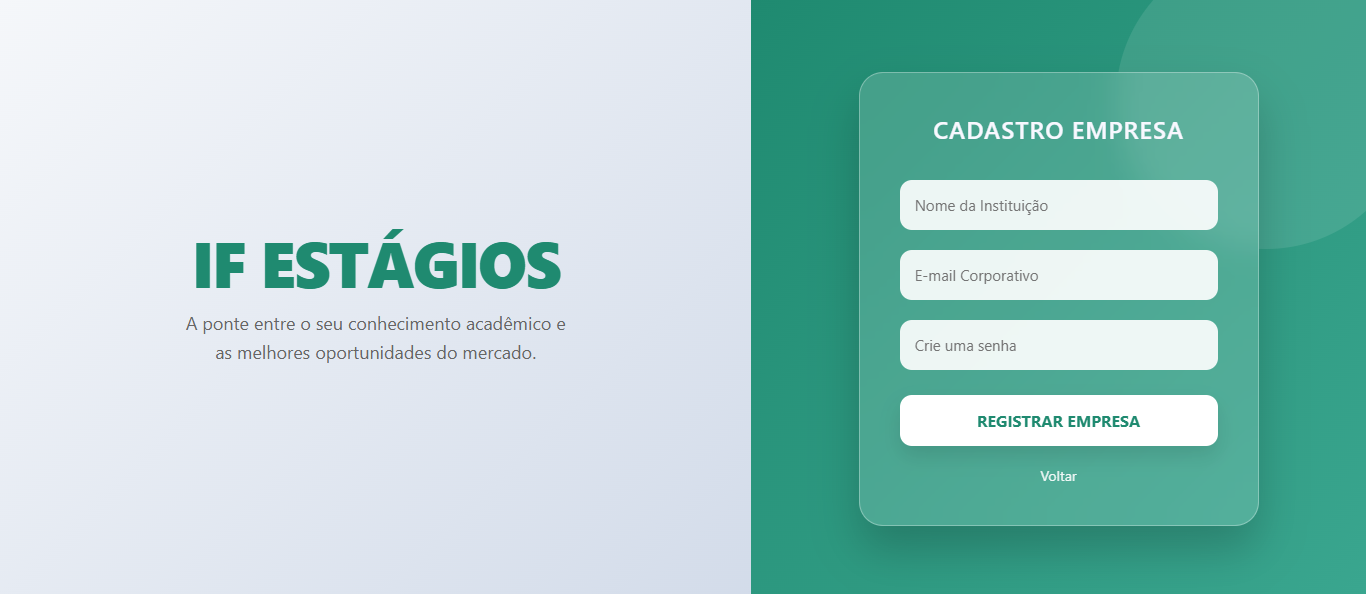 IF ESTÁGIOS
A ponte entre o seu conhecimento acadêmico e
as melhores oportunidades do mercado.
CADASTRO EMPRESA
Nome da Instituição
E-mail Corporativo
Crie uma senha
REGISTRAR EMPRESA
Voltar